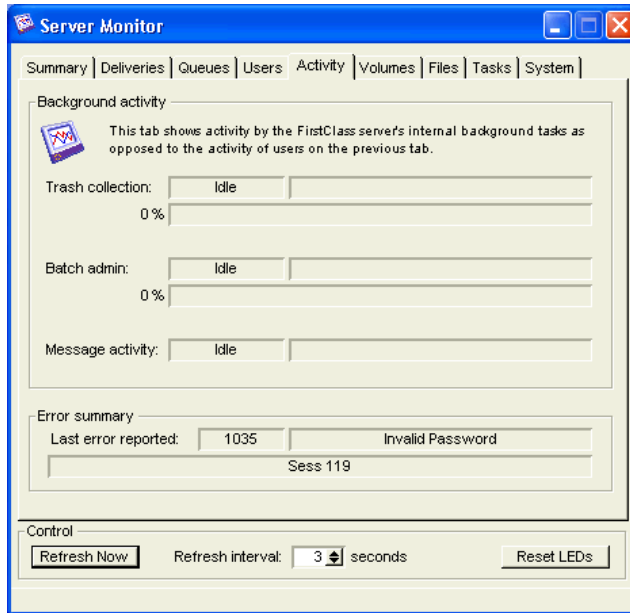 Server Monitor
Summary Deliveries Queues Users Activity Volumes Files Tasks System
Background activity
This tab shows activity by the FirstClass server's internal background tasks as
opposed to the activity of users on the previous tab.
Trash collection: Idle
0 %
Batch admin: Idle
0 %
Message activity: Idle
Error summary
Last error reported: 1035 Invalid Password
Sess 119
Control
Refresh Now Refresh interval: 3 seconds Reset LEDs